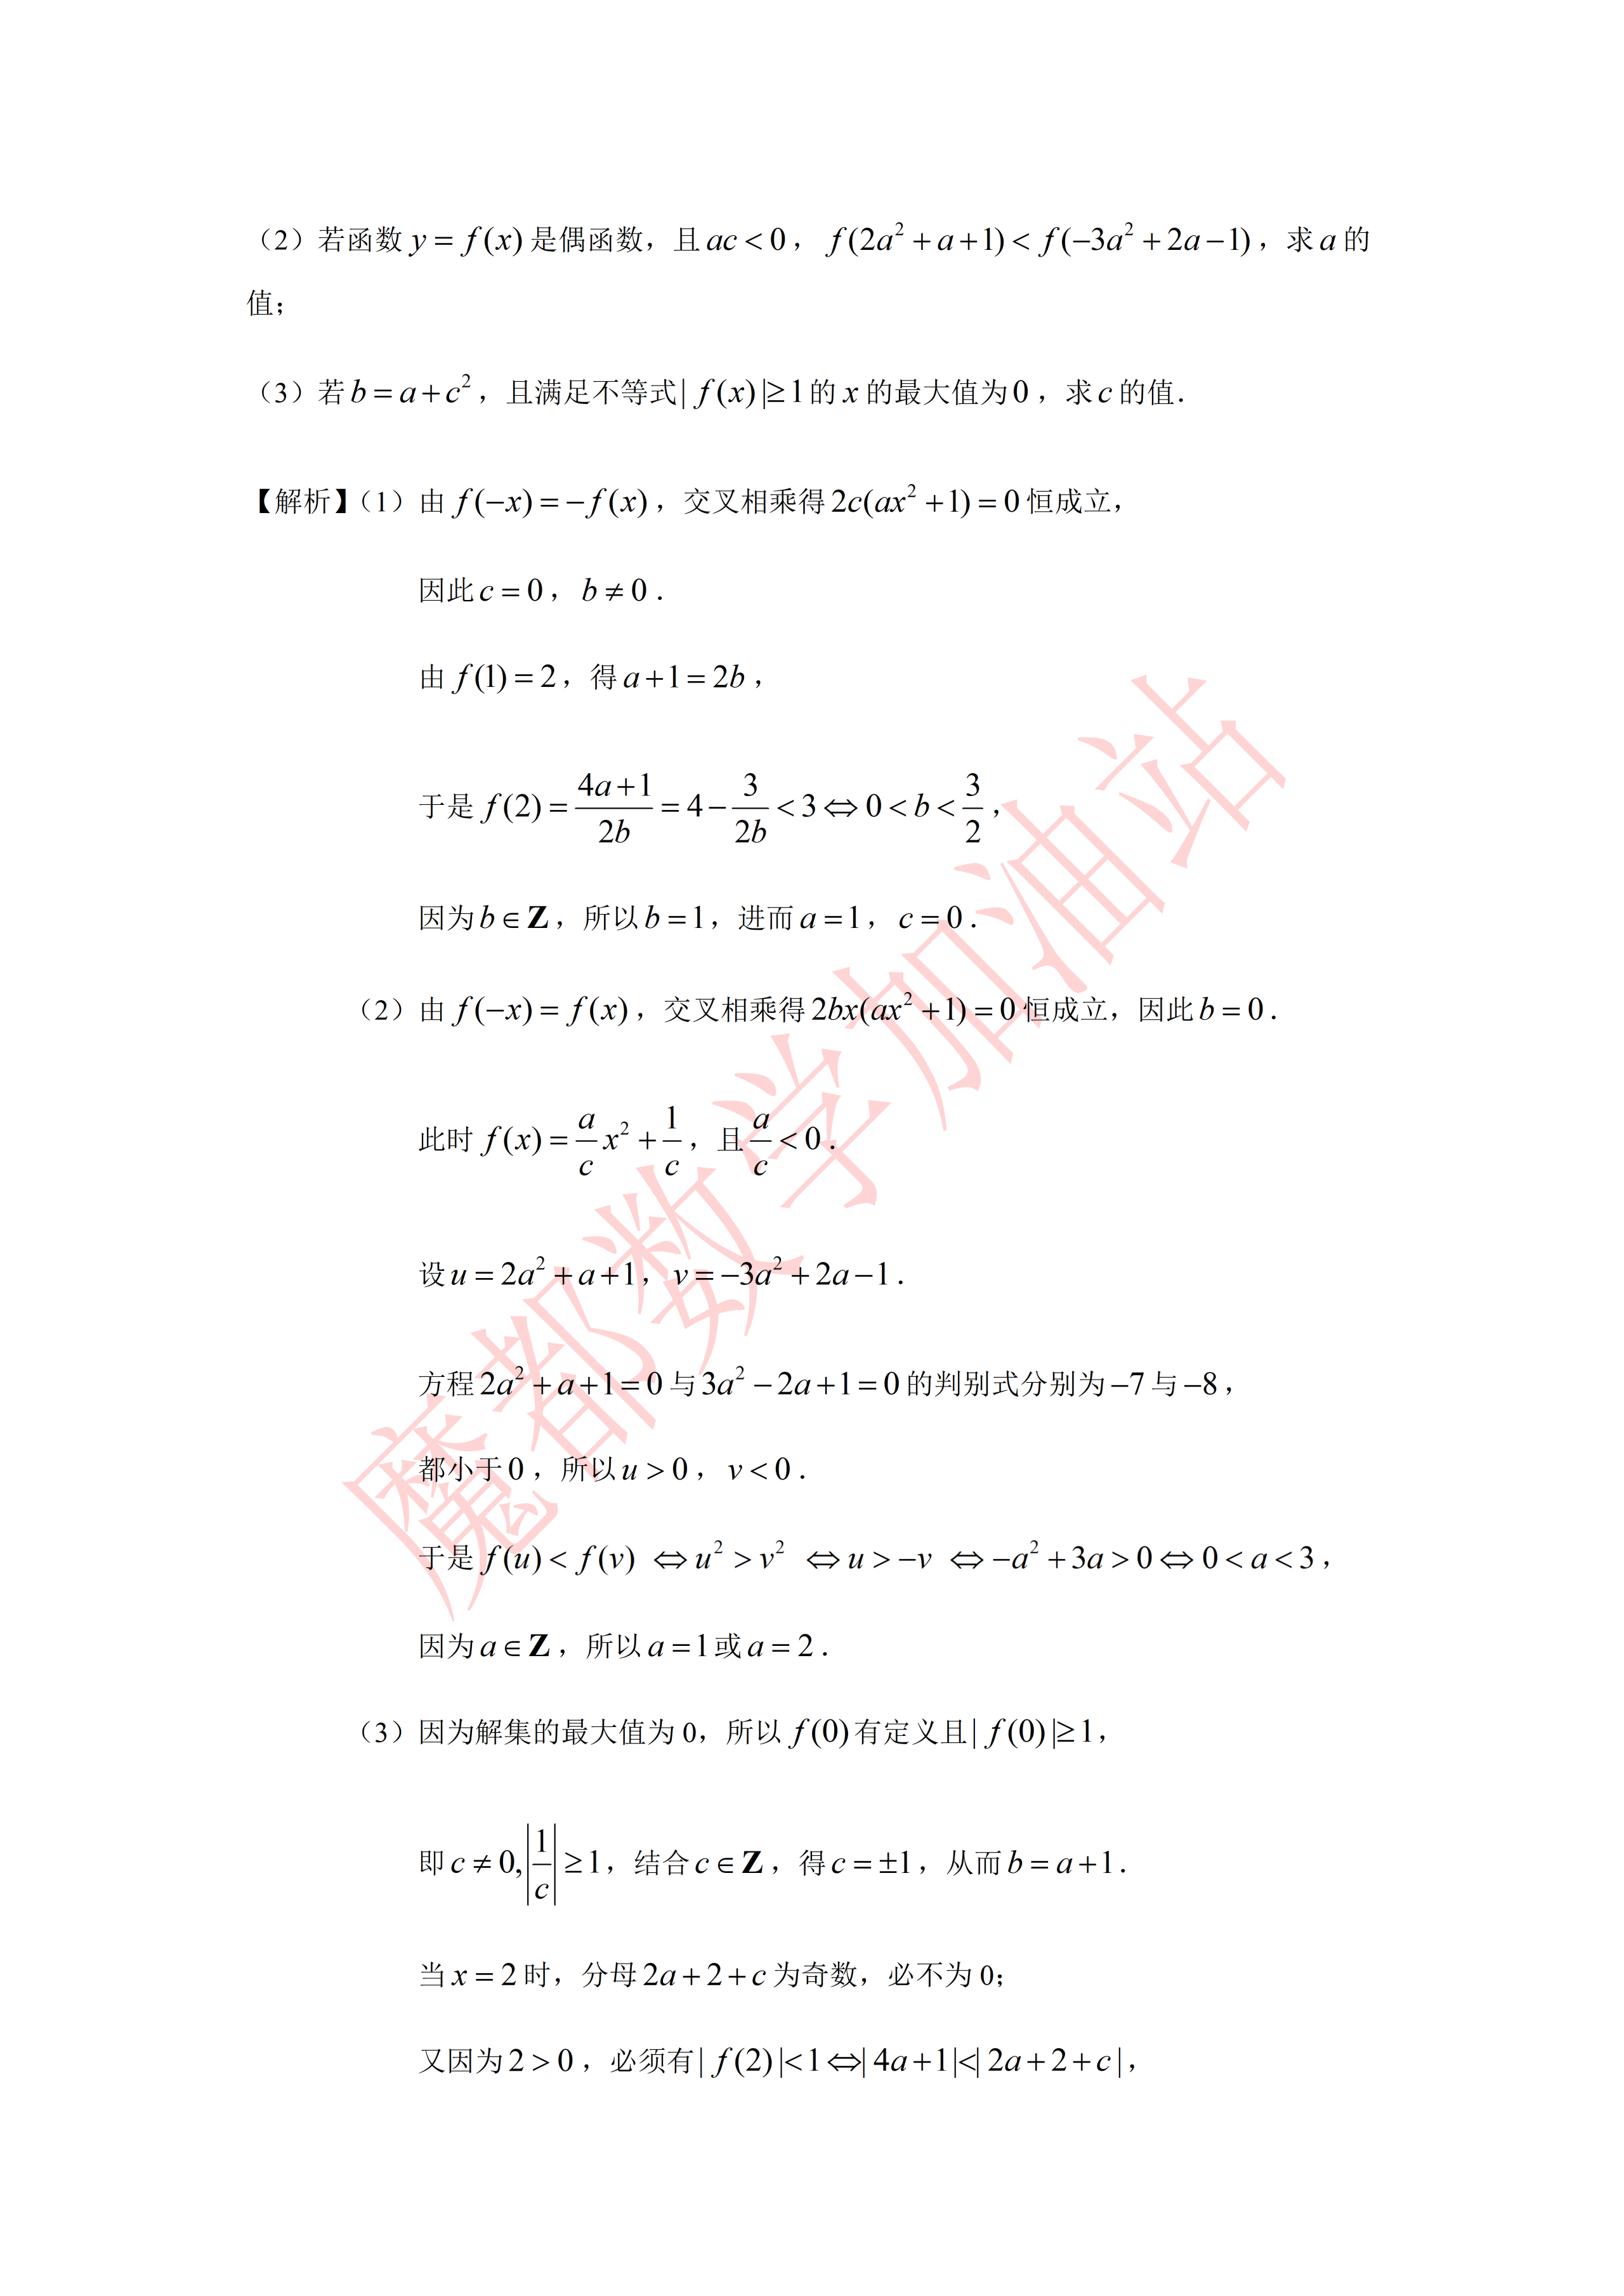 （2）若函数 y = f(x) 是偶函数，且 ac < 0，f(2a² + a + 1) < f(−3a² + 2a − 1)，求 a 的
值；
（3）若 b = a + c²，且满足不等式 | f(x) |≥ 1 的 x 的最大值为 0，求 c 的值．
【解析】（1）由 f(−x) = −f(x)，交叉相乘得 2c(ax² + 1) = 0 恒成立，
因此 c = 0，b ≠ 0．
由 f(1) = 2，得 a + 1 = 2b，
于是 f(2) = (4a + 1)/(2b) = 4 − 3/(2b) < 3 ⇔ 0 < b < 3/2，
因为 b ∈ Z，所以 b = 1，进而 a = 1，c = 0．
（2）由 f(−x) = f(x)，交叉相乘得 2bx(ax² + 1) = 0 恒成立，因此 b = 0．
此时 f(x) = a/c x² + 1/c，且 a/c < 0．
设 u = 2a² + a + 1，v = −3a² + 2a − 1．
方程 2a² + a + 1 = 0 与 3a² − 2a + 1 = 0 的判别式分别为 −7 与 −8，
都小于 0，所以 u > 0，v < 0．
于是 f(u) < f(v) ⇔ u² > v² ⇔ u > −v ⇔ −a² + 3a > 0 ⇔ 0 < a < 3，
因为 a ∈ Z，所以 a = 1 或 a = 2．
（3）因为解集的最大值为 0，所以 f(0) 有定义且 | f(0) |≥ 1，
即 c ≠ 0, |1/c| ≥ 1，结合 c ∈ Z，得 c = ±1，从而 b = a + 1．
当 x = 2 时，分母 2a + 2 + c 为奇数，必不为 0；
又因为 2 > 0，必须有 | f(2) |< 1 ⇔| 4a + 1 |<| 2a + 2 + c |，
魔都数学加油站